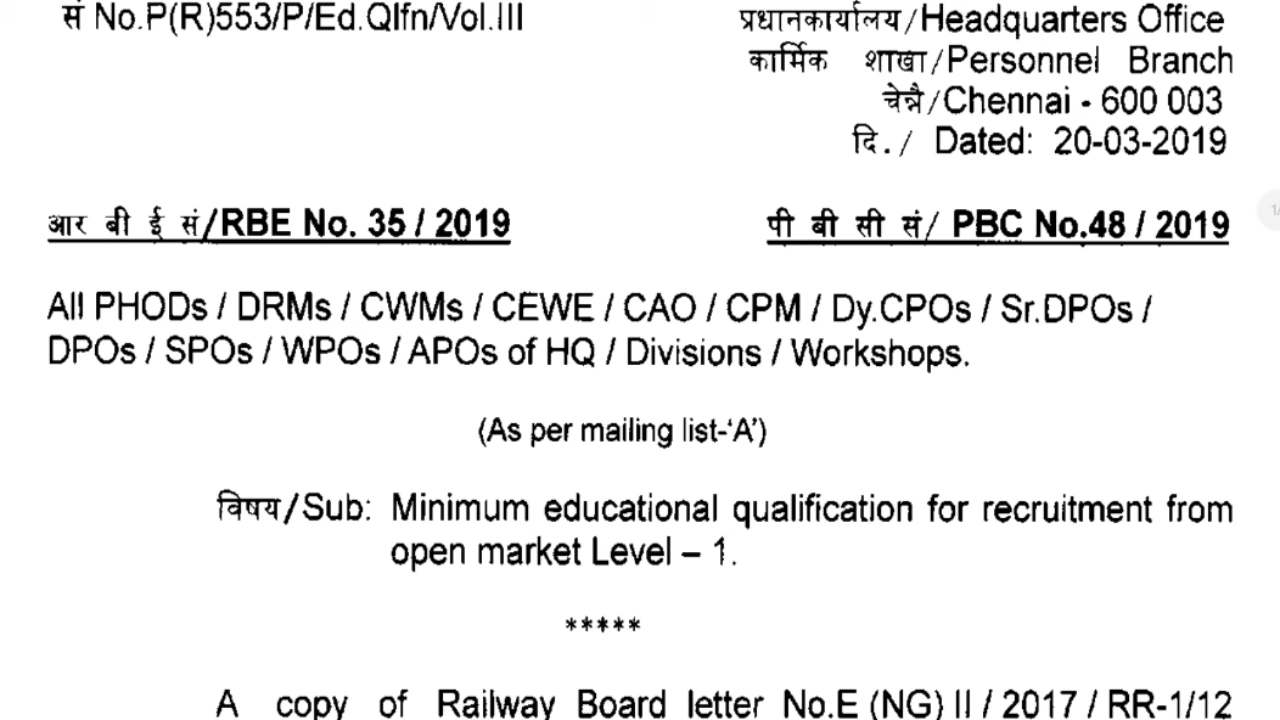 सं No.P(R)553/P/Ed.Qlfn/Vol.III
प्रधानकार्यालय/Headquarters Office
कार्मिक शाखा/Personnel Branch
चेन्नै/Chennai - 600 003
दि./ Dated: 20-03-2019
आर बी ई सं/RBE No. 35 / 2019
पी बी सी सं/ PBC No.48 / 2019
All PHODs / DRMs / CWMs / CEWE / CAO / CPM / Dy.CPOs / Sr.DPOs /
DPOs / SPOs / WPOs / APOs of HQ / Divisions / Workshops.
(As per mailing list-‘A’)
विषय/Sub: Minimum educational qualification for recruitment from
open market Level – 1.
*****
A copy of Railway Board letter No.E (NG) II / 2017 / RR-1/12